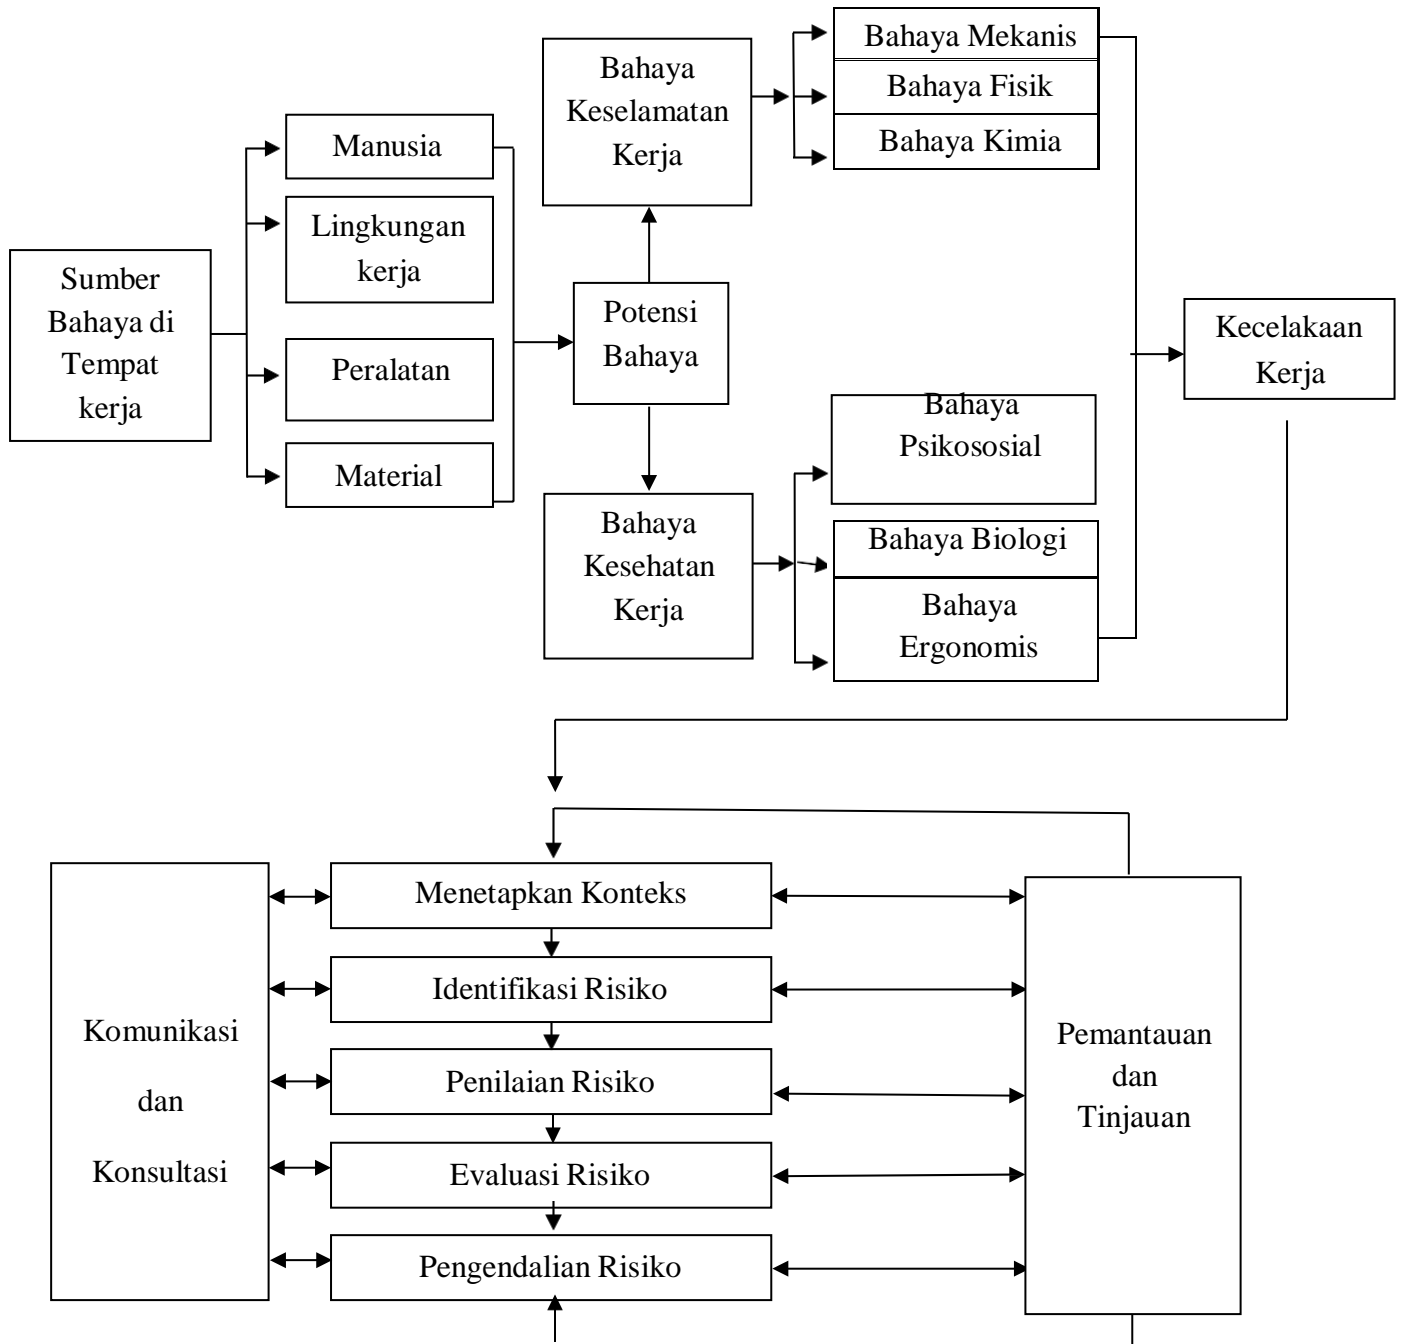 Sumber
Bahaya di
Tempat
kerja
Manusia
Lingkungan
kerja
Peralatan
Material
Potensi
Bahaya
Bahaya
Keselamatan
Kerja
Bahaya Mekanis
Bahaya Fisik
Bahaya Kimia
Bahaya
Kesehatan
Kerja
Bahaya
Psikososial
Bahaya Biologi
Bahaya
Ergonomis
Kecelakaan
Kerja
Komunikasi
dan
Konsultasi
Menetapkan Konteks
Identifikasi Risiko
Penilaian Risiko
Evaluasi Risiko
Pengendalian Risiko
Pemantauan
dan
Tinjauan